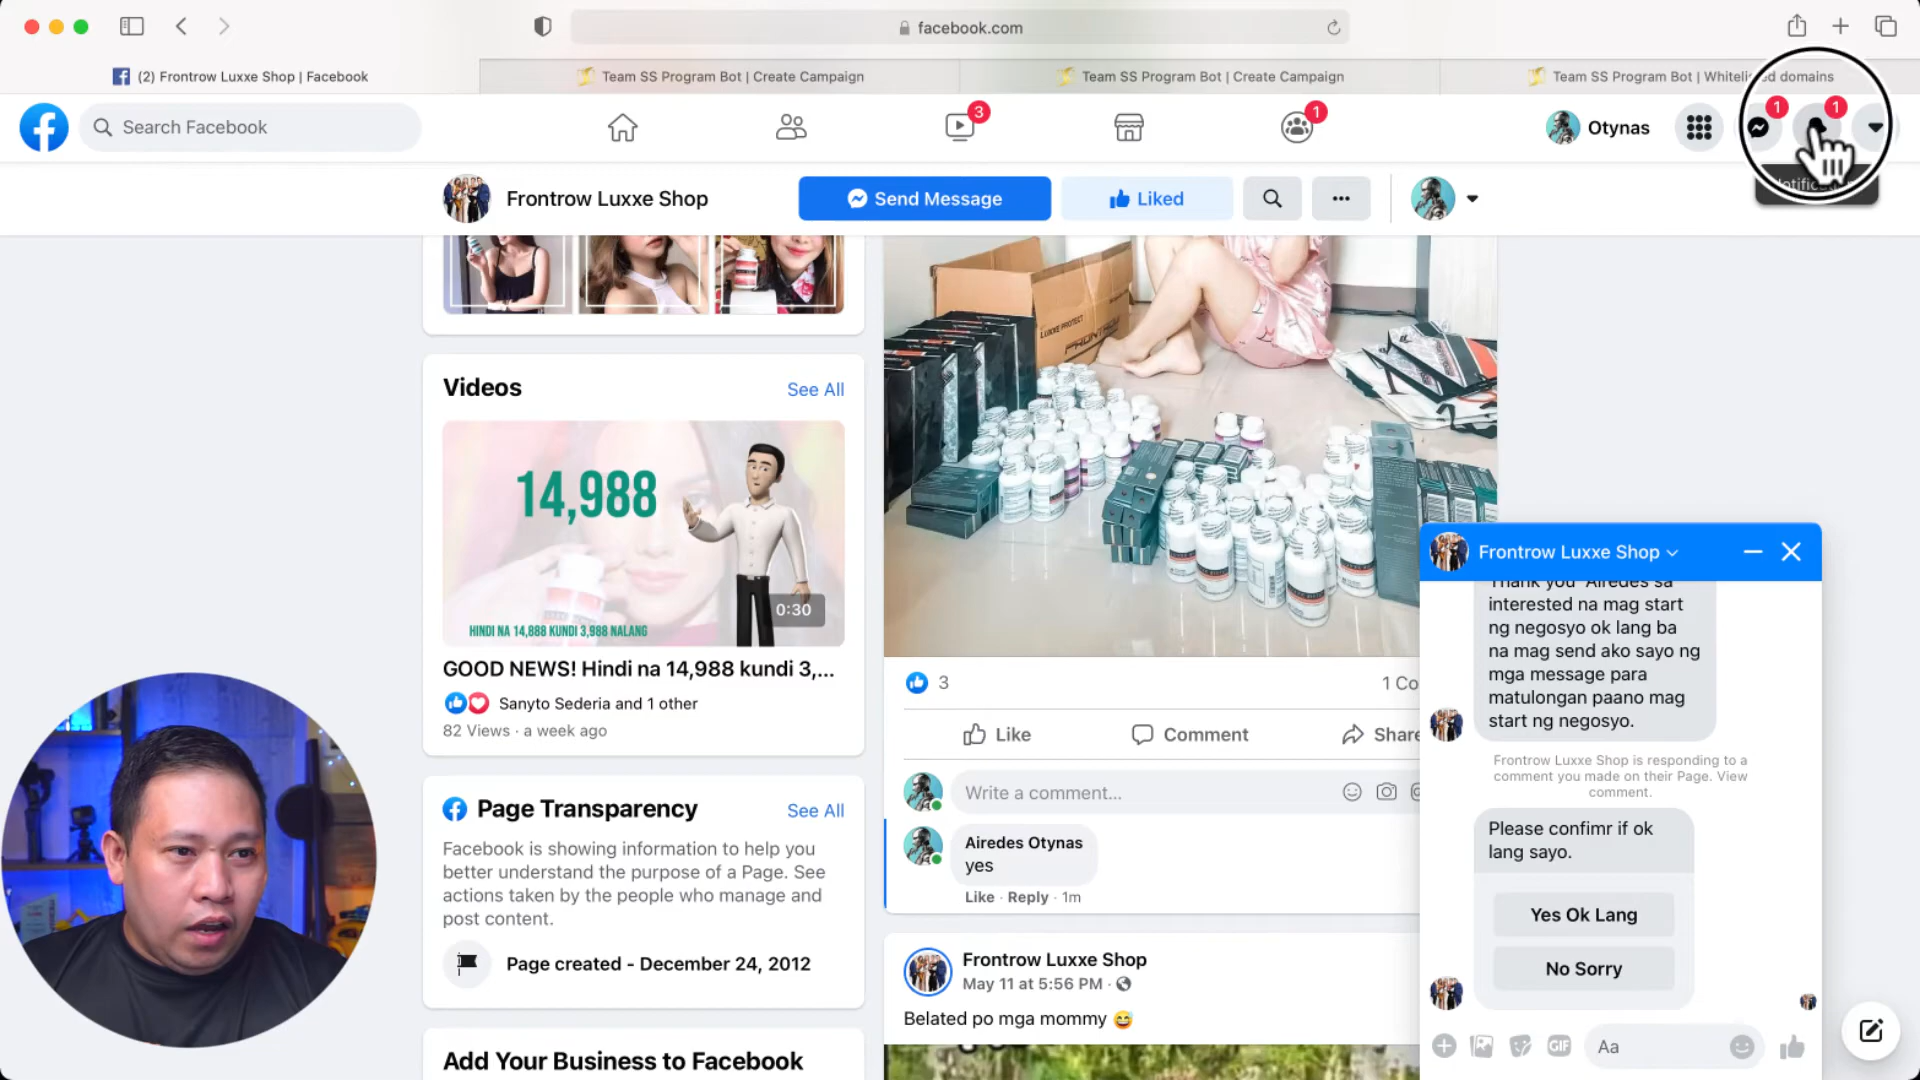 facebook.com
(2) Frontrow Luxxe Shop | Facebook
Team SS Program Bot | Create Campaign
Team SS Program Bot | Create Campaign
Team SS Program Bot | Whitelisted domains
Search Facebook
3
1
Otynas
1
1
Frontrow Luxxe Shop
Send Message
Liked
LUXXE PROTECT
FRONTROW
Videos
See All
14,988
HINDI NA 14,888 KUNDI 3,988 NALANG
0:30
GOOD NEWS! Hindi na 14,988 kundi 3,...
Sanyto Sederia and 1 other
82 Views · a week ago
Page Transparency
See All
Facebook is showing information to help you
better understand the purpose of a Page. See
actions taken by the people who manage and
post content.
Page created - December 24, 2012
Add Your Business to Facebook
3
1 Co
Like
Comment
Share
Write a comment...
Airedes Otynas
yes
Like · Reply · 1m
Frontrow Luxxe Shop
May 11 at 5:56 PM ·
Belated po mga mommy 😅
Frontrow Luxxe Shop
Thank you Airedes sa
interested na mag start
ng negosyo ok lang ba
na mag send ako sayo ng
mga message para
matulongan paano mag
start ng negosyo.
Frontrow Luxxe Shop is responding to a
comment you made on their Page. View
comment.
Please confimr if ok
lang sayo.
Yes Ok Lang
No Sorry
GIF
Aa